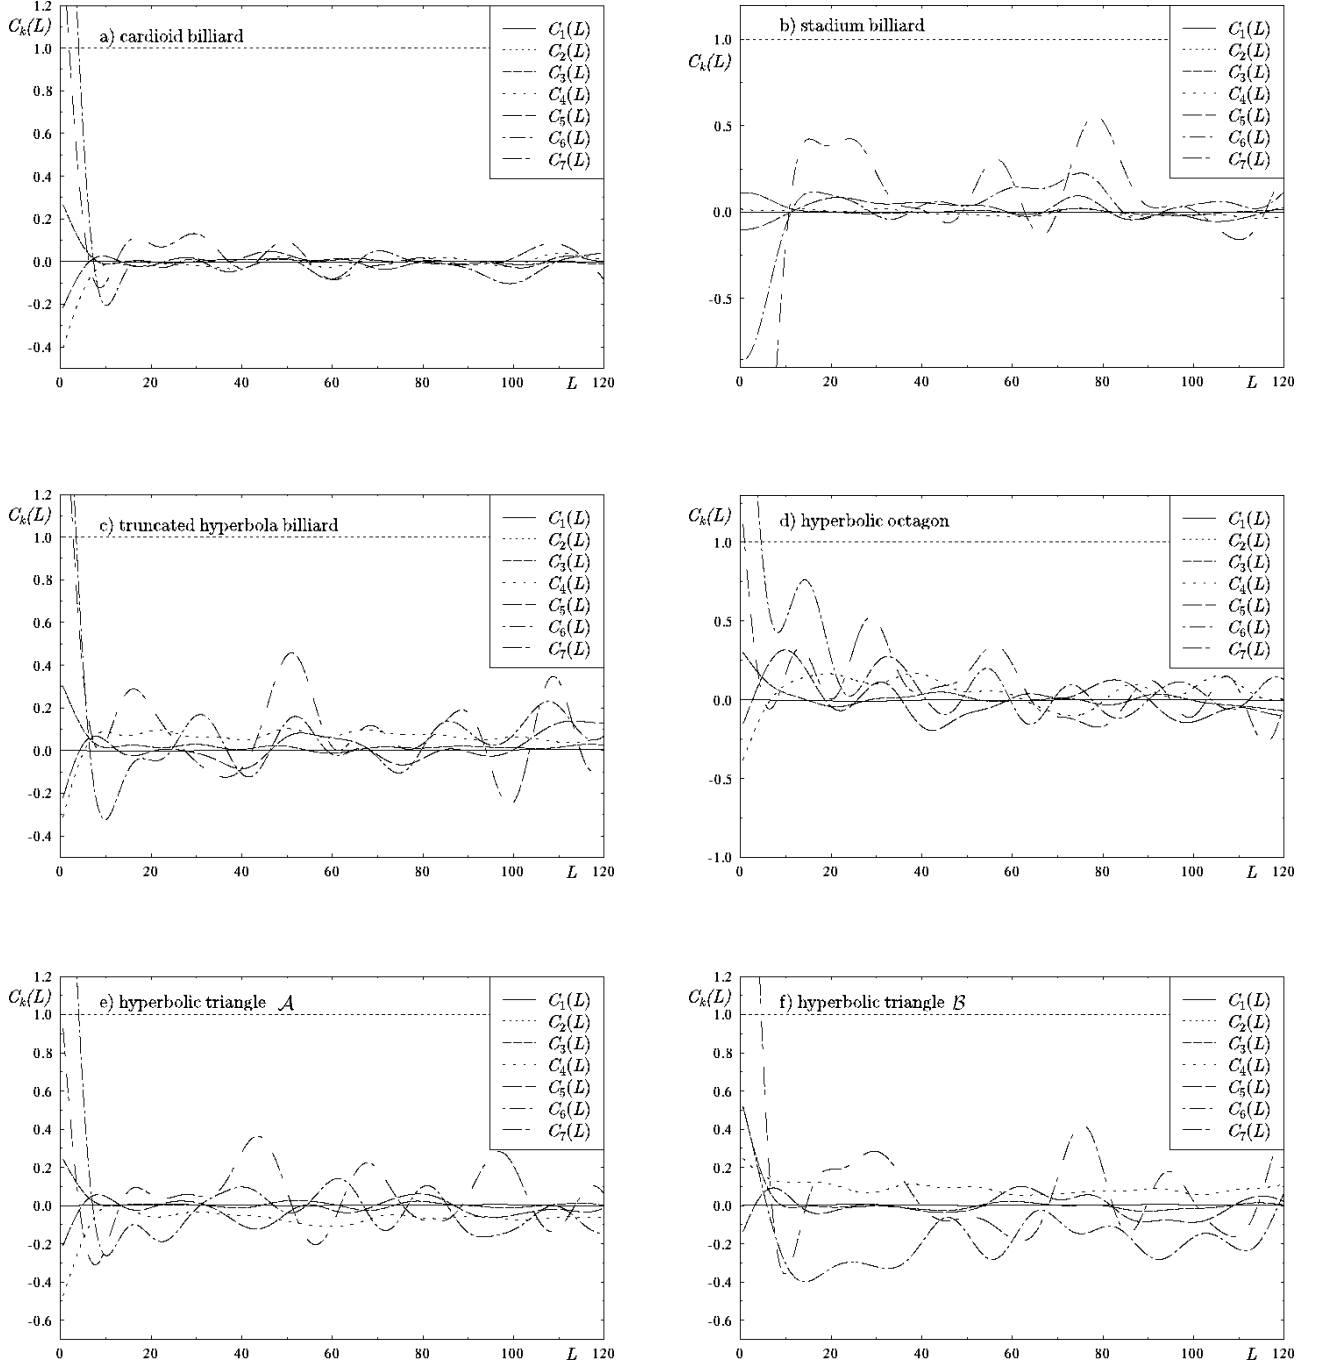 a) cardioid billiard
C_k(L)
C_1(L)
C_2(L)
C_3(L)
C_4(L)
C_5(L)
C_6(L)
C_7(L)
1.0
0.8
0.6
0.4
0.2
0.0
-0.2
-0.4
0 20 40 60 80 100 L 120
b) stadium billiard
C_k(L)
C_1(L)
C_2(L)
C_3(L)
C_4(L)
C_5(L)
C_6(L)
C_7(L)
1.0
0.5
0.0
-0.5
0 20 40 60 80 100 L 120
c) truncated hyperbola billiard
C_k(L)
C_1(L)
C_2(L)
C_3(L)
C_4(L)
C_5(L)
C_6(L)
C_7(L)
1.2
1.0
0.8
0.6
0.4
0.2
0.0
-0.2
-0.4
0 20 40 60 80 100 L 120
d) hyperbolic octagon
C_k(L)
C_1(L)
C_2(L)
C_3(L)
C_4(L)
C_5(L)
C_6(L)
C_7(L)
1.0
0.5
0.0
-0.5
-1.0
0 20 40 60 80 100 L 120
e) hyperbolic triangle 𝒜
C_k(L)
C_1(L)
C_2(L)
C_3(L)
C_4(L)
C_5(L)
C_6(L)
C_7(L)
1.2
1.0
0.8
0.6
0.4
0.2
0.0
-0.2
-0.4
-0.6
0 20 40 60 80 100 L 120
f) hyperbolic triangle ℬ
C_k(L)
C_1(L)
C_2(L)
C_3(L)
C_4(L)
C_5(L)
C_6(L)
C_7(L)
1.2
1.0
0.8
0.6
0.4
0.2
0.0
-0.2
-0.4
-0.6
0 20 40 60 80 100 L 120